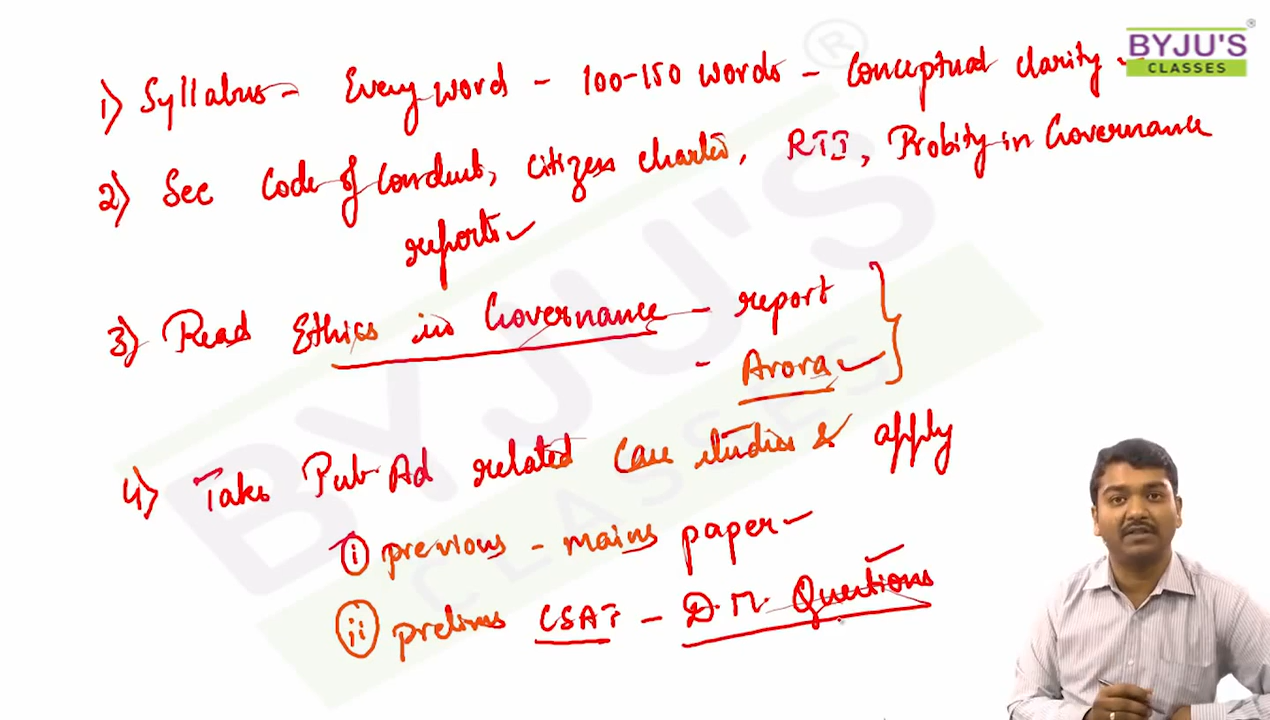 BYJU'S
CLASSES
1) Syllabus - Every word - 100-150 words - Conceptual clarity
2) See Code of Conduct, Citizens charter, RTI, Probity in Governance
reports
3) Read Ethics in Governance - report
- Arora
4) Take Pub Ad related Case studies & apply
i previous - mains paper
ii prelims CSAT - D.M. Questions
BYJU'S
CLASSES